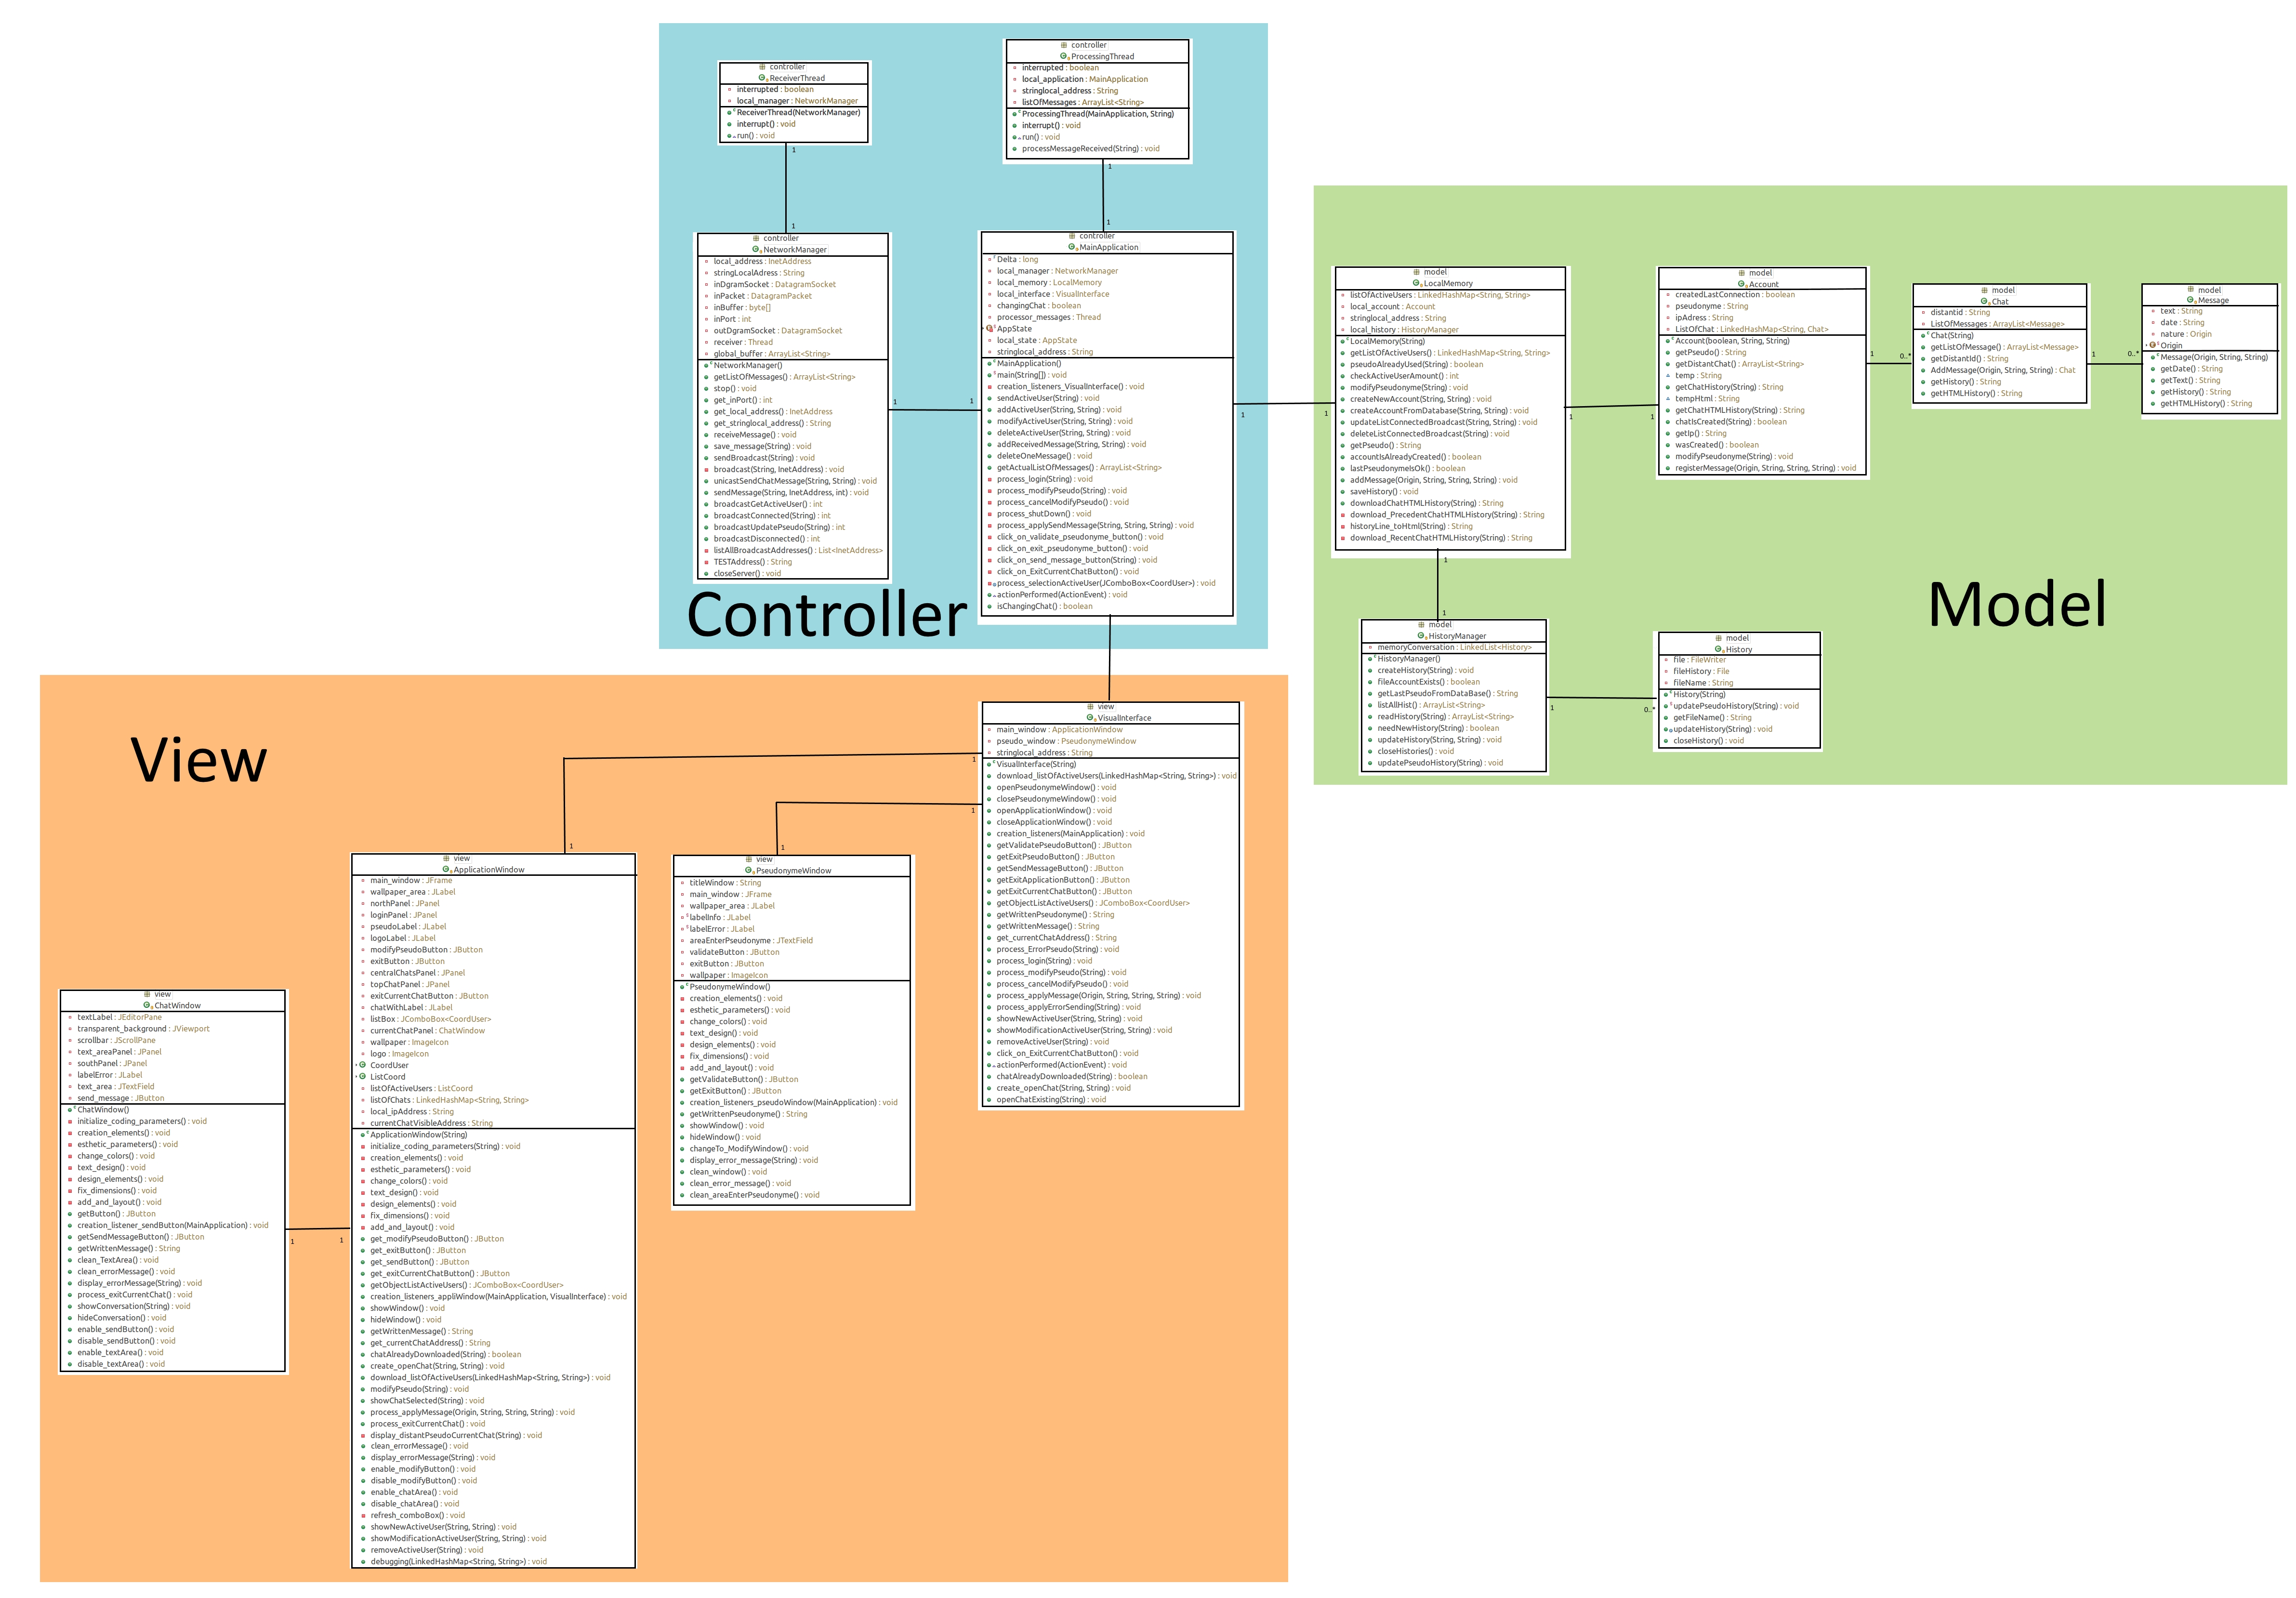 controller
ReceiverThread
interrupted : boolean
local_manager : NetworkManager
ReceiverThread(NetworkManager)
interrupt() : void
run() : void
1
1
controller
ProcessingThread
interrupted : boolean
local_application : MainApplication
stringlocal_address : String
listOfMessages : ArrayList<String>
ProcessingThread(MainApplication, String)
interrupt() : void
run() : void
processMessageReceived(String) : void
1
1
controller
NetworkManager
local_address : InetAddress
stringLocalAdress : String
inDgramSocket : DatagramSocket
inPacket : DatagramPacket
inBuffer : byte[]
inPort : int
outDgramSocket : DatagramSocket
receiver : Thread
global_buffer : ArrayList<String>
NetworkManager()
getListOfMessages() : ArrayList<String>
stop() : void
get_inPort() : int
get_local_address() : InetAddress
get_stringlocal_address() : String
receiveMessage() : void
save_message(String) : void
sendBroadcast(String) : void
broadcast(String, InetAddress) : void
unicastSendChatMessage(String, String) : void
sendMessage(String, InetAddress, int) : void
broadcastGetActiveUser() : int
broadcastConnected(String) : int
broadcastUpdatePseudo(String) : int
broadcastDisconnected() : int
listAllBroadcastAddresses() : List<InetAddress>
TESTAddress() : String
closeServer() : void
1
1
controller
MainApplication
Delta : long
local_manager : NetworkManager
local_memory : LocalMemory
local_interface : VisualInterface
changingChat : boolean
processor_messages : Thread
AppState
local_state : AppState
stringlocal_address : String
MainApplication()
main(String[]) : void
creation_listeners_VisualInterface() : void
sendActiveUser(String) : void
addActiveUser(String, String) : void
modifyActiveUser(String, String) : void
deleteActiveUser(String, String) : void
addReceivedMessage(String, String) : void
deleteOneMessage() : void
getActualListOfMessages() : ArrayList<String>
process_login(String) : void
process_modifyPseudo(String) : void
process_cancelModifyPseudo() : void
process_shutDown() : void
process_applySendMessage(String, String, String) : void
click_on_validate_pseudonyme_button() : void
click_on_exit_pseudonyme_button() : void
click_on_send_message_button(String) : void
click_on_ExitCurrentChatButton() : void
process_selectionActiveUser(JComboBox<CoordUser>) : void
actionPerformed(ActionEvent) : void
isChangingChat() : boolean
Controller
1
1
model
LocalMemory
listOfActiveUsers : LinkedHashMap<String, String>
local_account : Account
stringlocal_address : String
local_history : HistoryManager
LocalMemory(String)
getListOfActiveUsers() : LinkedHashMap<String, String>
pseudoAlreadyUsed(String) : boolean
checkActiveUserAmount() : int
modifyPseudonyme(String) : void
createNewAccount(String, String) : void
createAccountFromDatabase(String, String) : void
updateListConnectedBroadcast(String, String) : void
deleteListConnectedBroadcast(String) : void
getPseudo() : String
accountIsAlreadyCreated() : boolean
lastPseudonymeIsOk() : boolean
addMessage(Origin, String, String, String) : void
saveHistory() : void
downloadChatHTMLHistory(String) : String
download_PrecedentChatHTMLHistory(String) : String
historyLine_toHtml(String) : String
download_RecentChatHTMLHistory(String) : String
1
1
model
Account
createdLastConnection : boolean
pseudonyme : String
ipAdress : String
ListOfChat : LinkedHashMap<String, Chat>
Account(boolean, String, String)
getPseudo() : String
getDistantChat() : ArrayList<String>
temp : String
getChatHistory(String) : String
tempHtml : String
getChatHTMLHistory(String) : String
chatIsCreated(String) : boolean
getIp() : String
wasCreated() : boolean
modifyPseudonyme(String) : void
registerMessage(Origin, String, String, String) : void
1
0..*
model
Chat
distantid : String
ListOfMessages : ArrayList<Message>
Chat(String)
getListOfMessage() : ArrayList<Message>
getDistantId() : String
AddMessage(Origin, String, String) : Chat
getHistory() : String
getHTMLHistory() : String
1
0..*
model
Message
text : String
date : String
nature : Origin
Origin
Message(Origin, String, String)
getDate() : String
getText() : String
getHistory() : String
getHTMLHistory() : String
1
1
model
HistoryManager
memoryConversation : LinkedList<History>
HistoryManager()
createHistory(String) : void
fileAccountExists() : boolean
getLastPseudoFromDataBase() : String
listAllHist() : ArrayList<String>
readHistory(String) : ArrayList<String>
needNewHistory(String) : boolean
updateHistory(String, String) : void
closeHistories() : void
updatePseudoHistory(String) : void
1
0..*
model
History
file : FileWriter
fileHistory : File
fileName : String
History(String)
updatePseudoHistory(String) : void
getFileName() : String
updateHistory(String) : void
closeHistory() : void
Model
View
view
VisualInterface
main_window : ApplicationWindow
pseudo_window : PseudonymeWindow
stringlocal_address : String
VisualInterface(String)
download_listOfActiveUsers(LinkedHashMap<String, String>) : void
openPseudonymeWindow() : void
closePseudonymeWindow() : void
openApplicationWindow() : void
closeApplicationWindow() : void
creation_listeners(MainApplication) : void
getValidatePseudoButton() : JButton
getExitPseudoButton() : JButton
getSendMessageButton() : JButton
getExitApplicationButton() : JButton
getExitCurrentChatButton() : JButton
getObjectListActiveUsers() : JComboBox<CoordUser>
getWrittenPseudonyme() : String
getWrittenMessage() : String
get_currentChatAddress() : String
process_ErrorPseudo(String) : void
process_login(String) : void
process_modifyPseudo(String) : void
process_cancelModifyPseudo() : void
process_applyMessage(Origin, String, String, String) : void
process_applyErrorSending(String) : void
showNewActiveUser(String, String) : void
showModificationActiveUser(String, String) : void
removeActiveUser(String) : void
click_on_ExitCurrentChatButton() : void
actionPerformed(ActionEvent) : void
chatAlreadyDownloaded(String) : boolean
create_openChat(String, String) : void
openChatExisting(String) : void
1
1
1
1
view
ApplicationWindow
main_window : JFrame
wallpaper_area : JLabel
northPanel : JPanel
loginPanel : JPanel
pseudoLabel : JLabel
logoLabel : JLabel
modifyPseudoButton : JButton
exitButton : JButton
centralChatsPanel : JPanel
topChatPanel : JPanel
exitCurrentChatButton : JButton
chatWithLabel : JLabel
listBox : JComboBox<CoordUser>
currentChatPanel : ChatWindow
wallpaper : ImageIcon
logo : ImageIcon
CoordUser
ListCoord
listOfActiveUsers : ListCoord
listOfChats : LinkedHashMap<String, String>
local_ipAddress : String
currentChatVisibleAddress : String
ApplicationWindow(String)
initialize_coding_parameters(String) : void
creation_elements() : void
esthetic_parameters() : void
change_colors() : void
text_design() : void
design_elements() : void
fix_dimensions() : void
add_and_layout() : void
get_modifyPseudoButton() : JButton
get_exitButton() : JButton
get_sendButton() : JButton
get_exitCurrentChatButton() : JButton
getObjectListActiveUsers() : JComboBox<CoordUser>
creation_listeners_appliWindow(MainApplication, VisualInterface) : void
showWindow() : void
hideWindow() : void
getWrittenMessage() : String
get_currentChatAddress() : String
chatAlreadyDownloaded(String) : boolean
create_openChat(String, String) : void
download_listOfActiveUsers(LinkedHashMap<String, String>) : void
modifyPseudo(String) : void
showChatSelected(String) : void
process_applyMessage(Origin, String, String, String) : void
process_exitCurrentChat() : void
display_distantPseudoCurrentChat(String) : void
clean_errorMessage() : void
display_errorMessage(String) : void
enable_modifyButton() : void
disable_modifyButton() : void
enable_chatArea() : void
disable_chatArea() : void
refresh_comboBox() : void
showNewActiveUser(String, String) : void
showModificationActiveUser(String, String) : void
removeActiveUser(String) : void
debugging(LinkedHashMap<String, String>) : void
view
PseudonymeWindow
titleWindow : String
main_window : JFrame
wallpaper_area : JLabel
labelInfo : JLabel
labelError : JLabel
areaEnterPseudonyme : JTextField
validateButton : JButton
exitButton : JButton
wallpaper : ImageIcon
PseudonymeWindow()
creation_elements() : void
esthetic_parameters() : void
change_colors() : void
text_design() : void
design_elements() : void
fix_dimensions() : void
add_and_layout() : void
getValidateButton() : JButton
getExitButton() : JButton
creation_listeners_pseudoWindow(MainApplication) : void
getWrittenPseudonyme() : String
showWindow() : void
hideWindow() : void
changeTo_ModifyWindow() : void
display_error_message(String) : void
clean_window() : void
clean_error_message() : void
clean_areaEnterPseudonyme() : void
view
ChatWindow
textLabel : JEditorPane
transparent_background : JViewport
scrollbar : JScrollPane
text_areaPanel : JPanel
southPanel : JPanel
labelError : JLabel
text_area : JTextField
send_message : JButton
ChatWindow()
initialize_coding_parameters() : void
creation_elements() : void
esthetic_parameters() : void
change_colors() : void
text_design() : void
design_elements() : void
fix_dimensions() : void
add_and_layout() : void
getButton() : JButton
creation_listener_sendButton(MainApplication) : void
getSendMessageButton() : JButton
getWrittenMessage() : String
clean_TextArea() : void
clean_errorMessage() : void
display_errorMessage(String) : void
process_exitCurrentChat() : void
showConversation(String) : void
hideConversation() : void
enable_sendButton() : void
disable_sendButton() : void
enable_textArea() : void
disable_textArea() : void
1
1